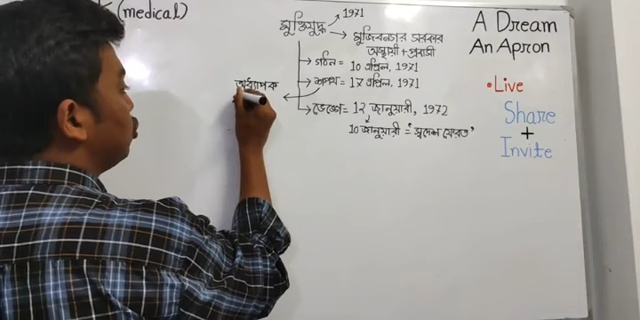 (medical)
মুক্তিযুদ্ধ → 1971
→ মুজিবনগর সরকার
অস্থায়ী + প্রবাসী
→ গঠিত = 10 এপ্রিল, 1971
→ শপথ = 17 এপ্রিল, 1971
অধ্যাপক
→ ভেঙ্গে = 12 জানুয়ারী, 1972
10 জানুয়ারী = 'স্বদেশ ফেরত'
A Dream
An Apron
• Live
Share
+
Invite